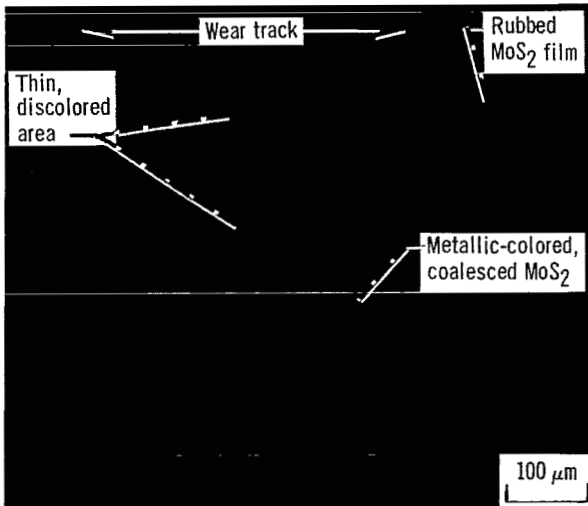 Wear track
Rubbed
MoS₂ film
Thin,
discolored
area
Metallic-colored,
coalesced MoS₂
100 μm